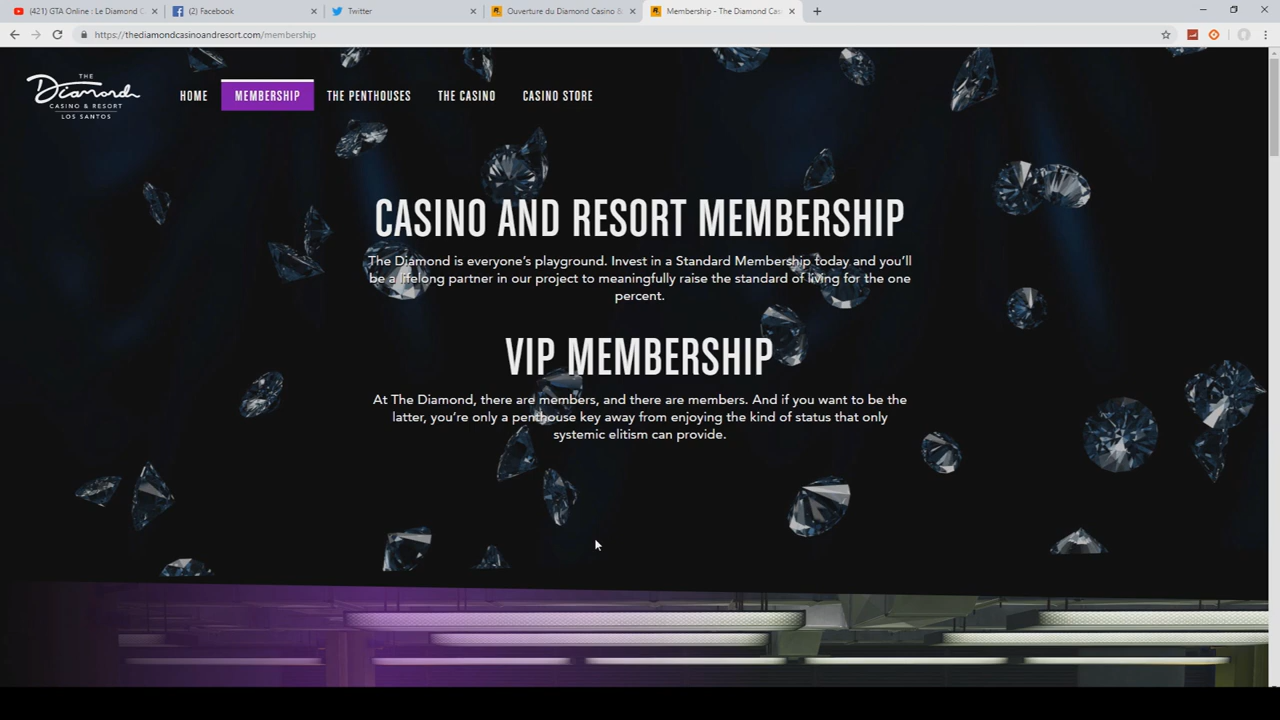 (421) GTA Online : Le Diamond C
(2) Facebook
Twitter
Ouverture du Diamond Casino &
Membership - The Diamond Cas
https://thediamondcasinoandresort.com/membership
THE
Diamond
CASINO & RESORT
LOS SANTOS
HOME
MEMBERSHIP
THE PENTHOUSES
THE CASINO
CASINO STORE
CASINO AND RESORT MEMBERSHIP
The Diamond is everyone's playground. Invest in a Standard Membership today and you'll
be a lifelong partner in our project to meaningfully raise the standard of living for the one
percent.
VIP MEMBERSHIP
At The Diamond, there are members, and there are members. And if you want to be the
latter, you're only a penthouse key away from enjoying the kind of status that only
systemic elitism can provide.